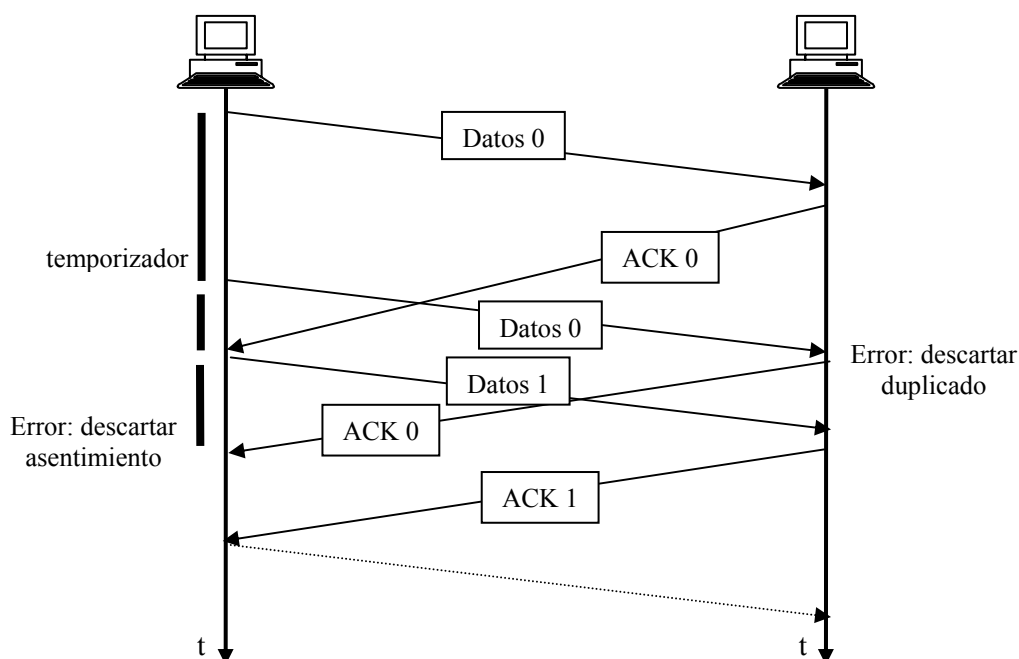 Datos 0
temporizador
ACK 0
Datos 0
Error: descartar
duplicado
Datos 1
Error: descartar
asentimiento
ACK 0
ACK 1
t
t